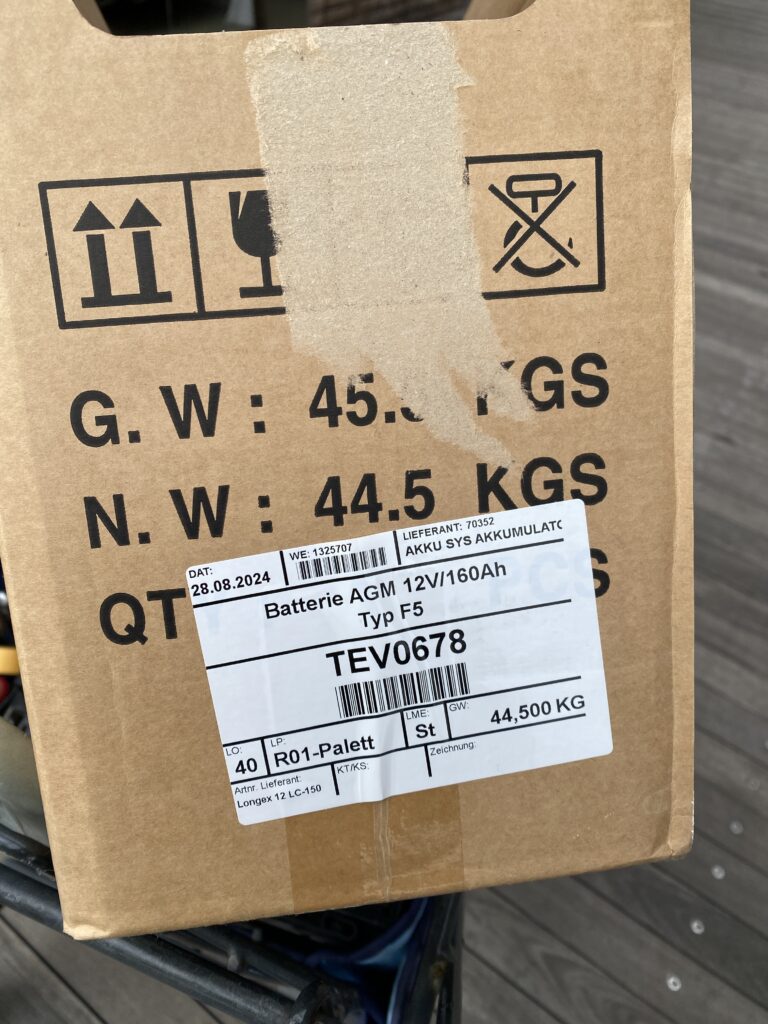 G. W : KGS
N. W : 44.5 KGS
DAT:
28.08.2024
WE: 1325707
LIEFERANT: 70352
AKKU SYS AKKUMULATO
Batterie AGM 12V/160Ah
Typ F5
TEV0678
LO:
40
LP:
R01-Palett
LME:
St
GW:
44,500 KG
Artnr. Lieferant:
Longex 12 LC-150
KT/KS:
Zeichnung: